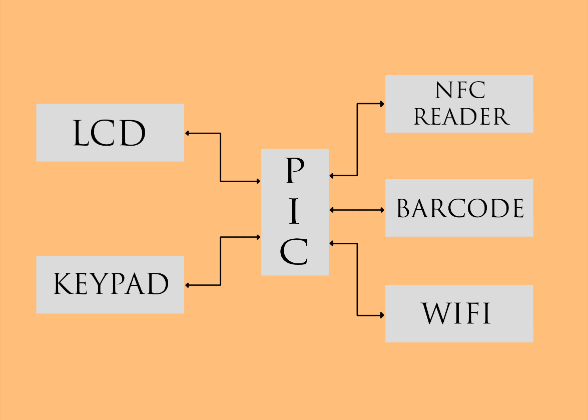 LCD
KEYPAD
P
I
C
NFC
READER
BARCODE
WIFI